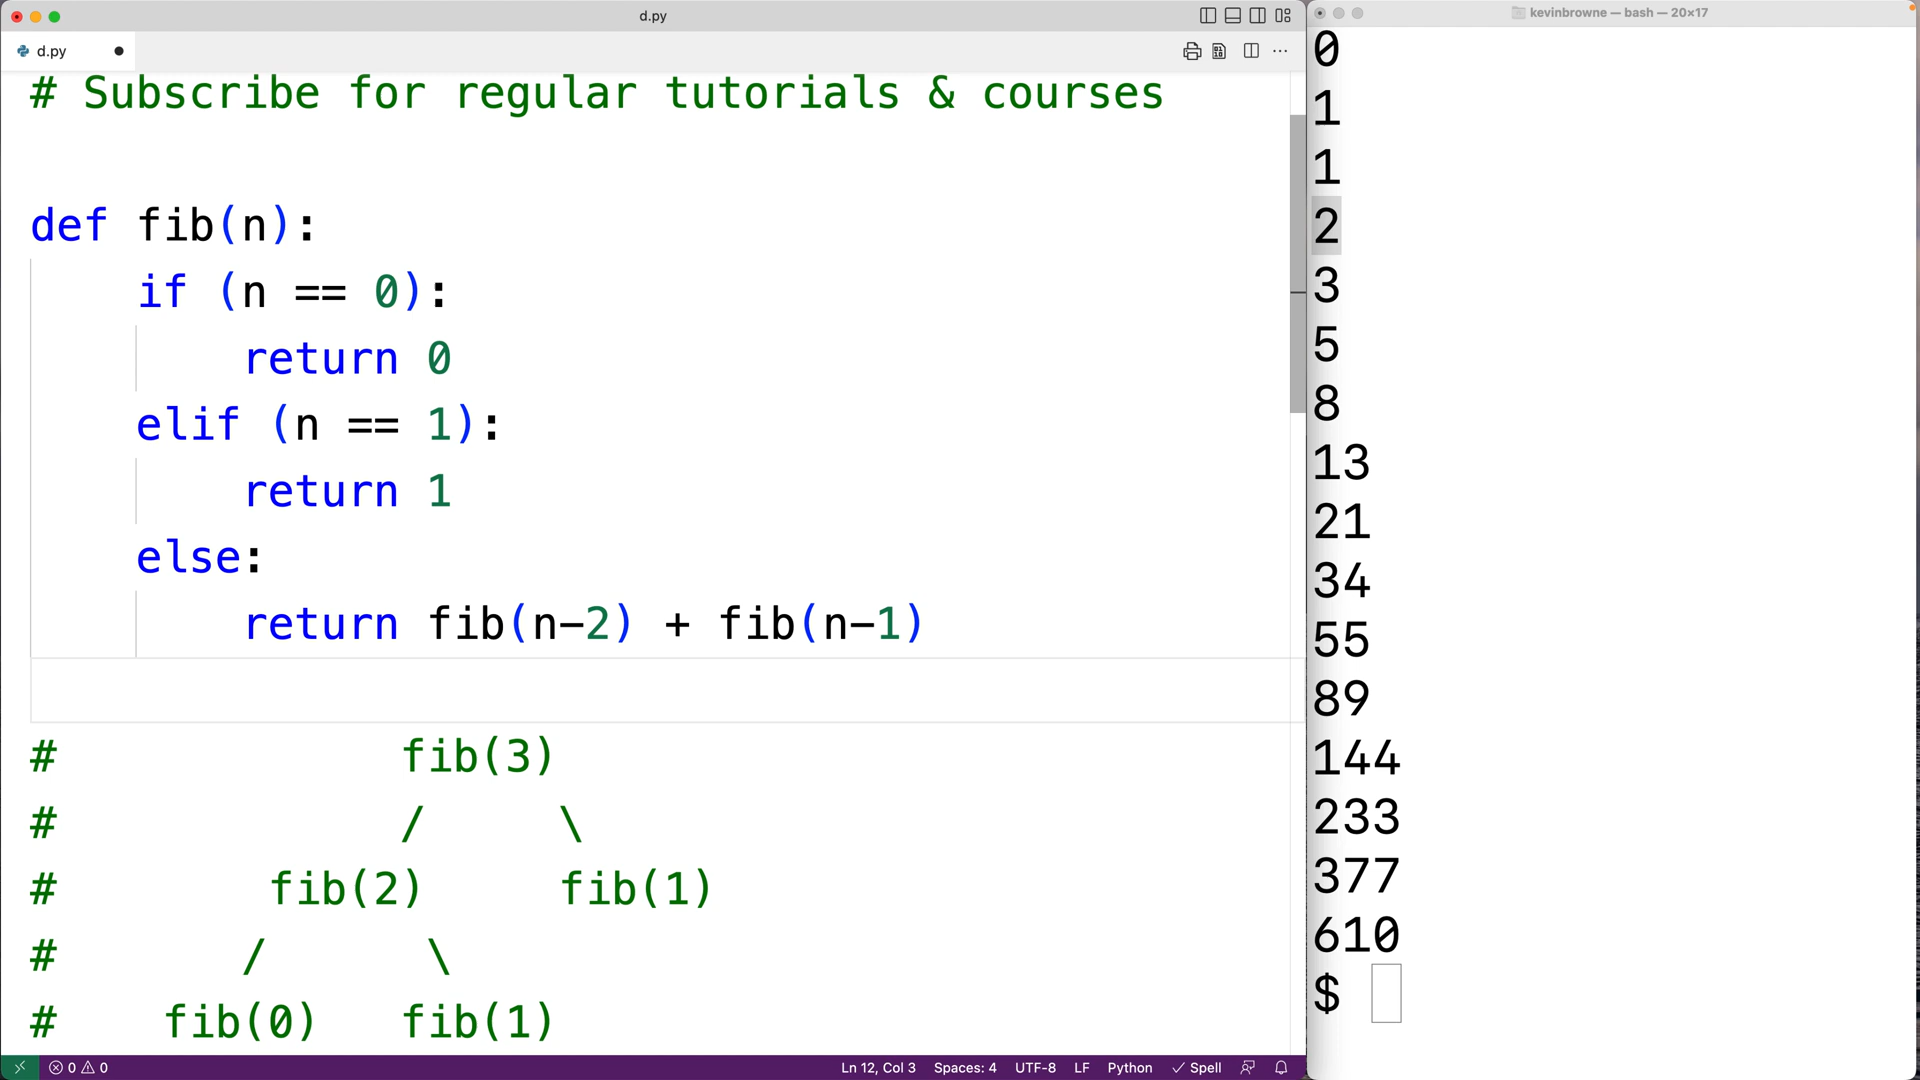 d.py
d.py
# Subscribe for regular tutorials & courses
def fib(n):
if (n == 0):
return 0
elif (n == 1):
return 1
else:
return fib(n-2) + fib(n-1)
# fib(3)
# / \
# fib(2) fib(1)
# / \
# fib(0) fib(1)
0 0 Ln 12, Col 3 Spaces: 4 UTF-8 LF Python Spell
kevinbrowne — bash — 20×17
0
1
1
2
3
5
8
13
21
34
55
89
144
233
377
610
$